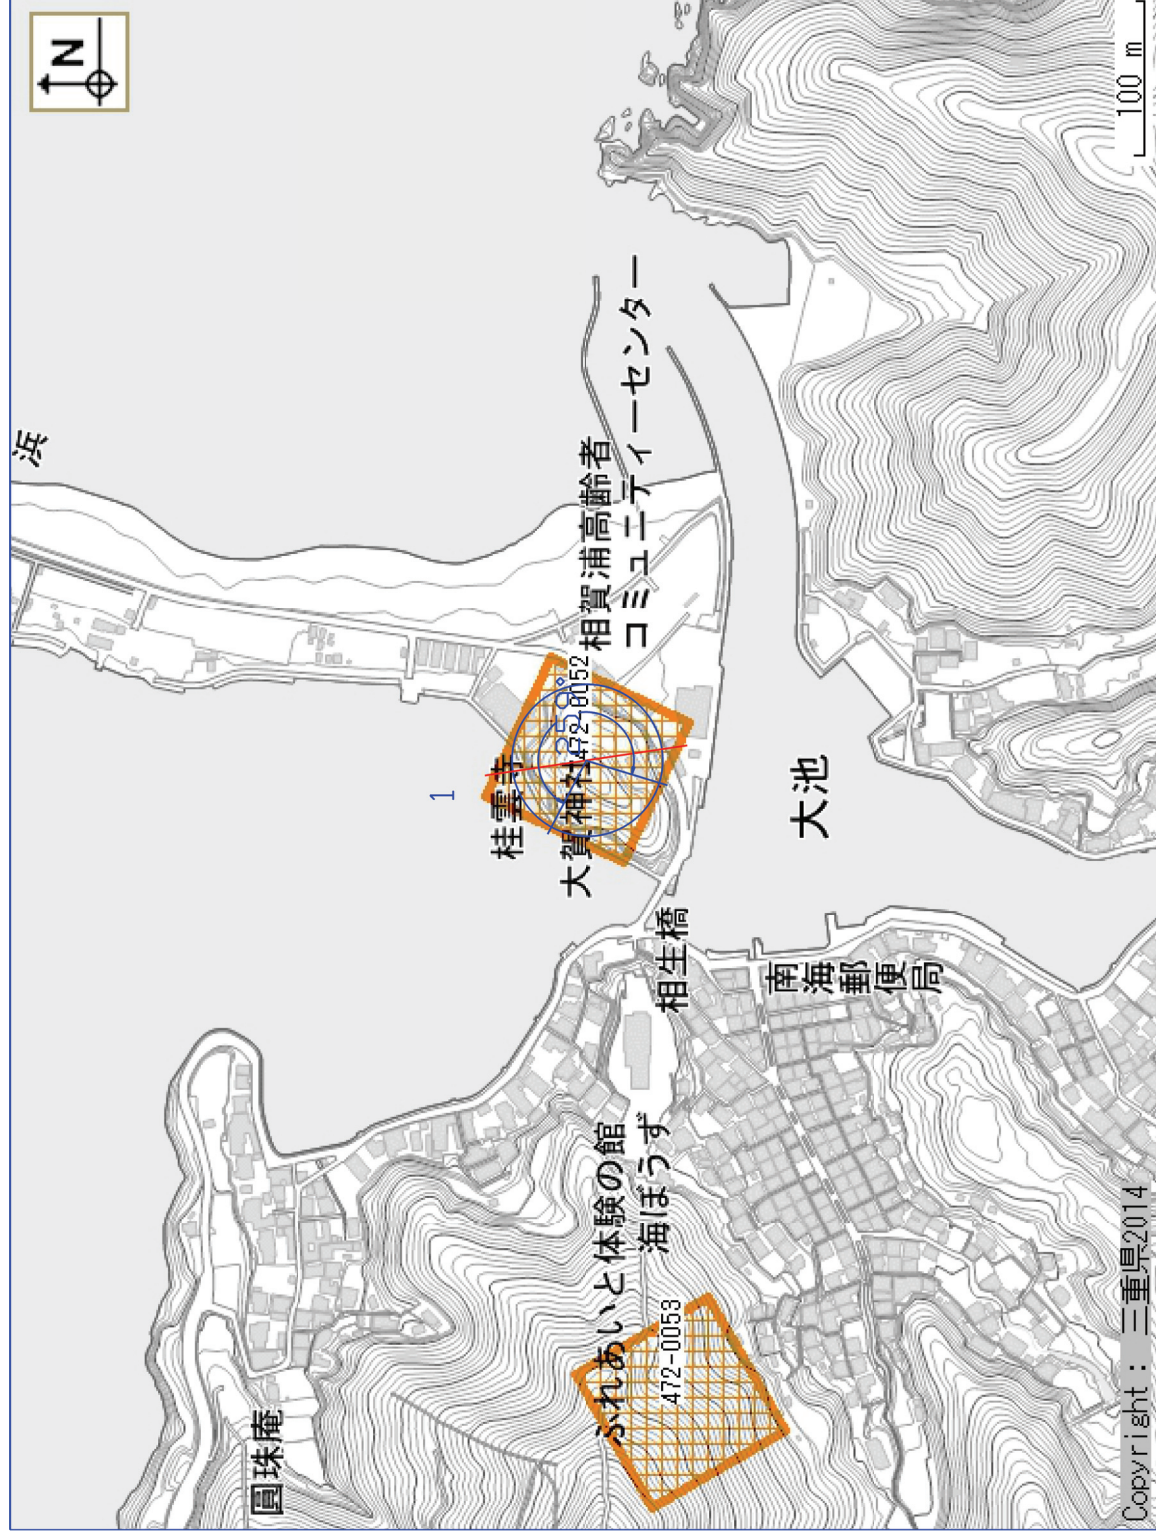 N
浜
1
桂雲寺
大賀神社
472-0052
相賀浦高齢者
コミュニティーセンター
大池
相生橋
南海郵便局
ふれあいと体験の館
海ぼうず
472-0053
圓珠庵
100 m
Copyright : 三重県2014